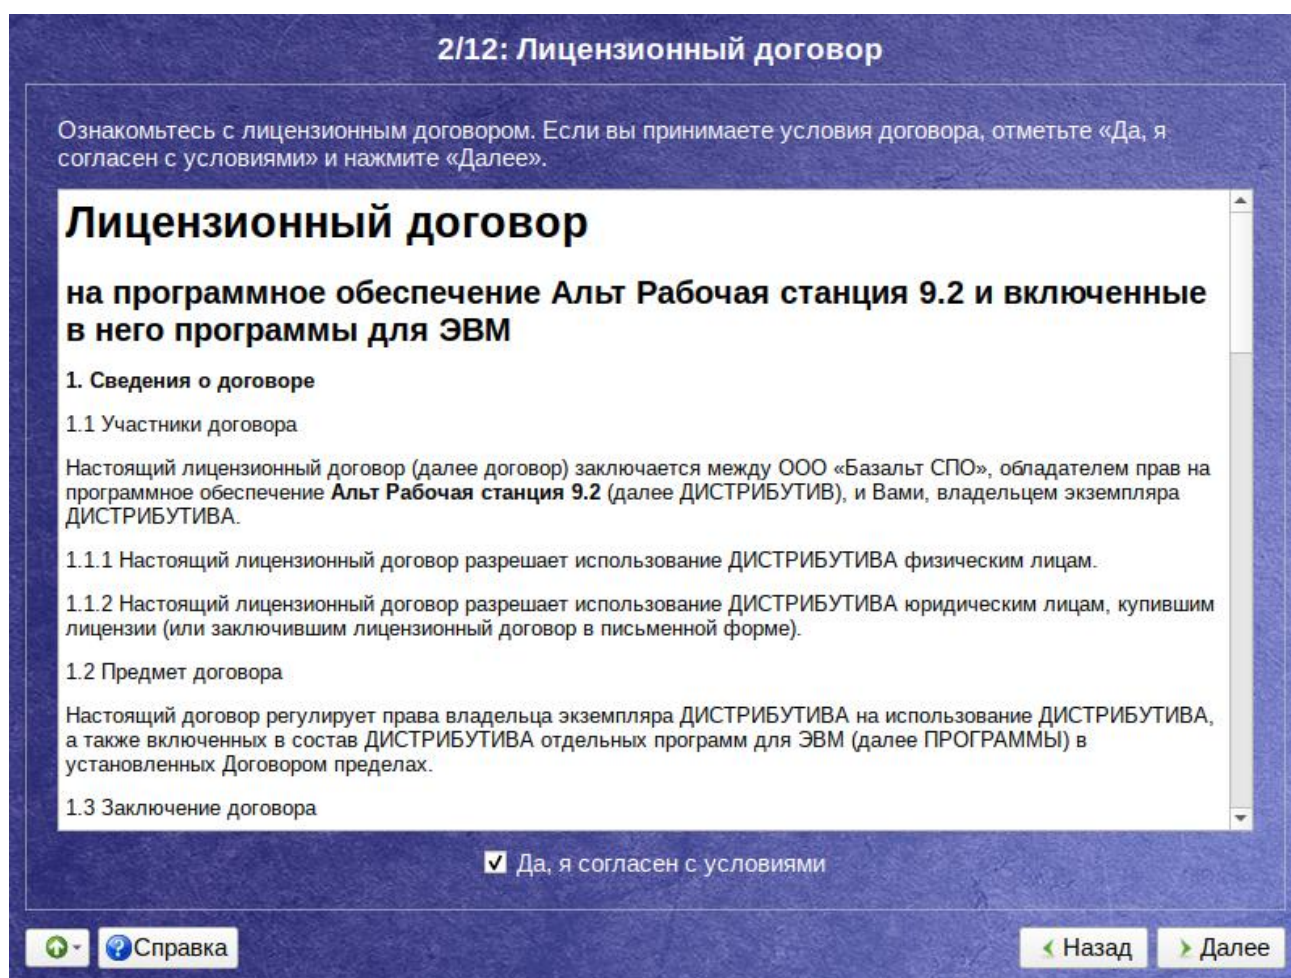 2/12: Лицензионный договор
Ознакомьтесь с лицензионным договором. Если вы принимаете условия договора, отметьте «Да, я
согласен с условиями» и нажмите «Далее».
Лицензионный договор
на программное обеспечение Альт Рабочая станция 9.2 и включенные
в него программы для ЭВМ
1. Сведения о договоре
1.1 Участники договора
Настоящий лицензионный договор (далее договор) заключается между ООО «Базальт СПО», обладателем прав на
программное обеспечение Альт Рабочая станция 9.2 (далее ДИСТРИБУТИВ), и Вами, владельцем экземпляра
ДИСТРИБУТИВА.
1.1.1 Настоящий лицензионный договор разрешает использование ДИСТРИБУТИВА физическим лицам.
1.1.2 Настоящий лицензионный договор разрешает использование ДИСТРИБУТИВА юридическим лицам, купившим
лицензии (или заключившим лицензионный договор в письменной форме).
1.2 Предмет договора
Настоящий договор регулирует права владельца экземпляра ДИСТРИБУТИВА на использование ДИСТРИБУТИВА,
а также включенных в состав ДИСТРИБУТИВА отдельных программ для ЭВМ (далее ПРОГРАММЫ) в
установленных Договором пределах.
1.3 Заключение договора
Да, я согласен с условиями
Справка
Назад
Далее